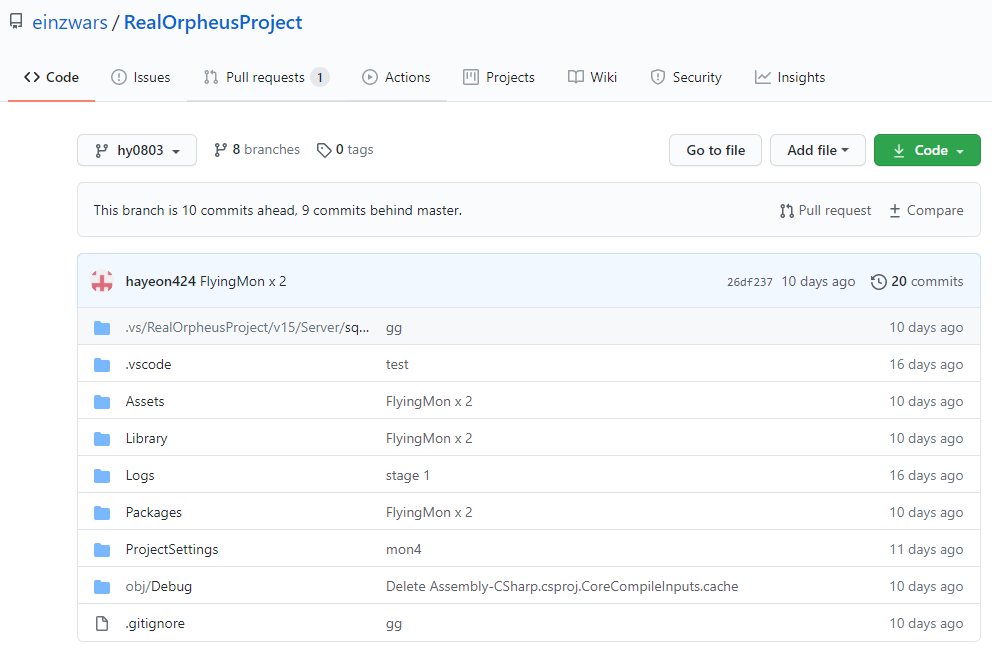 einzwars / RealOrpheusProject
Code Issues Pull requests 1 Actions Projects Wiki Security Insights
hy0803 8 branches 0 tags Go to file Add file Code
This branch is 10 commits ahead, 9 commits behind master. Pull request Compare
hayeon424 FlyingMon x 2 26df237 10 days ago 20 commits
.vs/RealOrpheusProject/v15/Server/sq... gg 10 days ago
.vscode test 16 days ago
Assets FlyingMon x 2 10 days ago
Library FlyingMon x 2 10 days ago
Logs stage 1 16 days ago
Packages FlyingMon x 2 10 days ago
ProjectSettings mon4 11 days ago
obj/Debug Delete Assembly-CSharp.csproj.CoreCompileInputs.cache 10 days ago
.gitignore gg 10 days ago